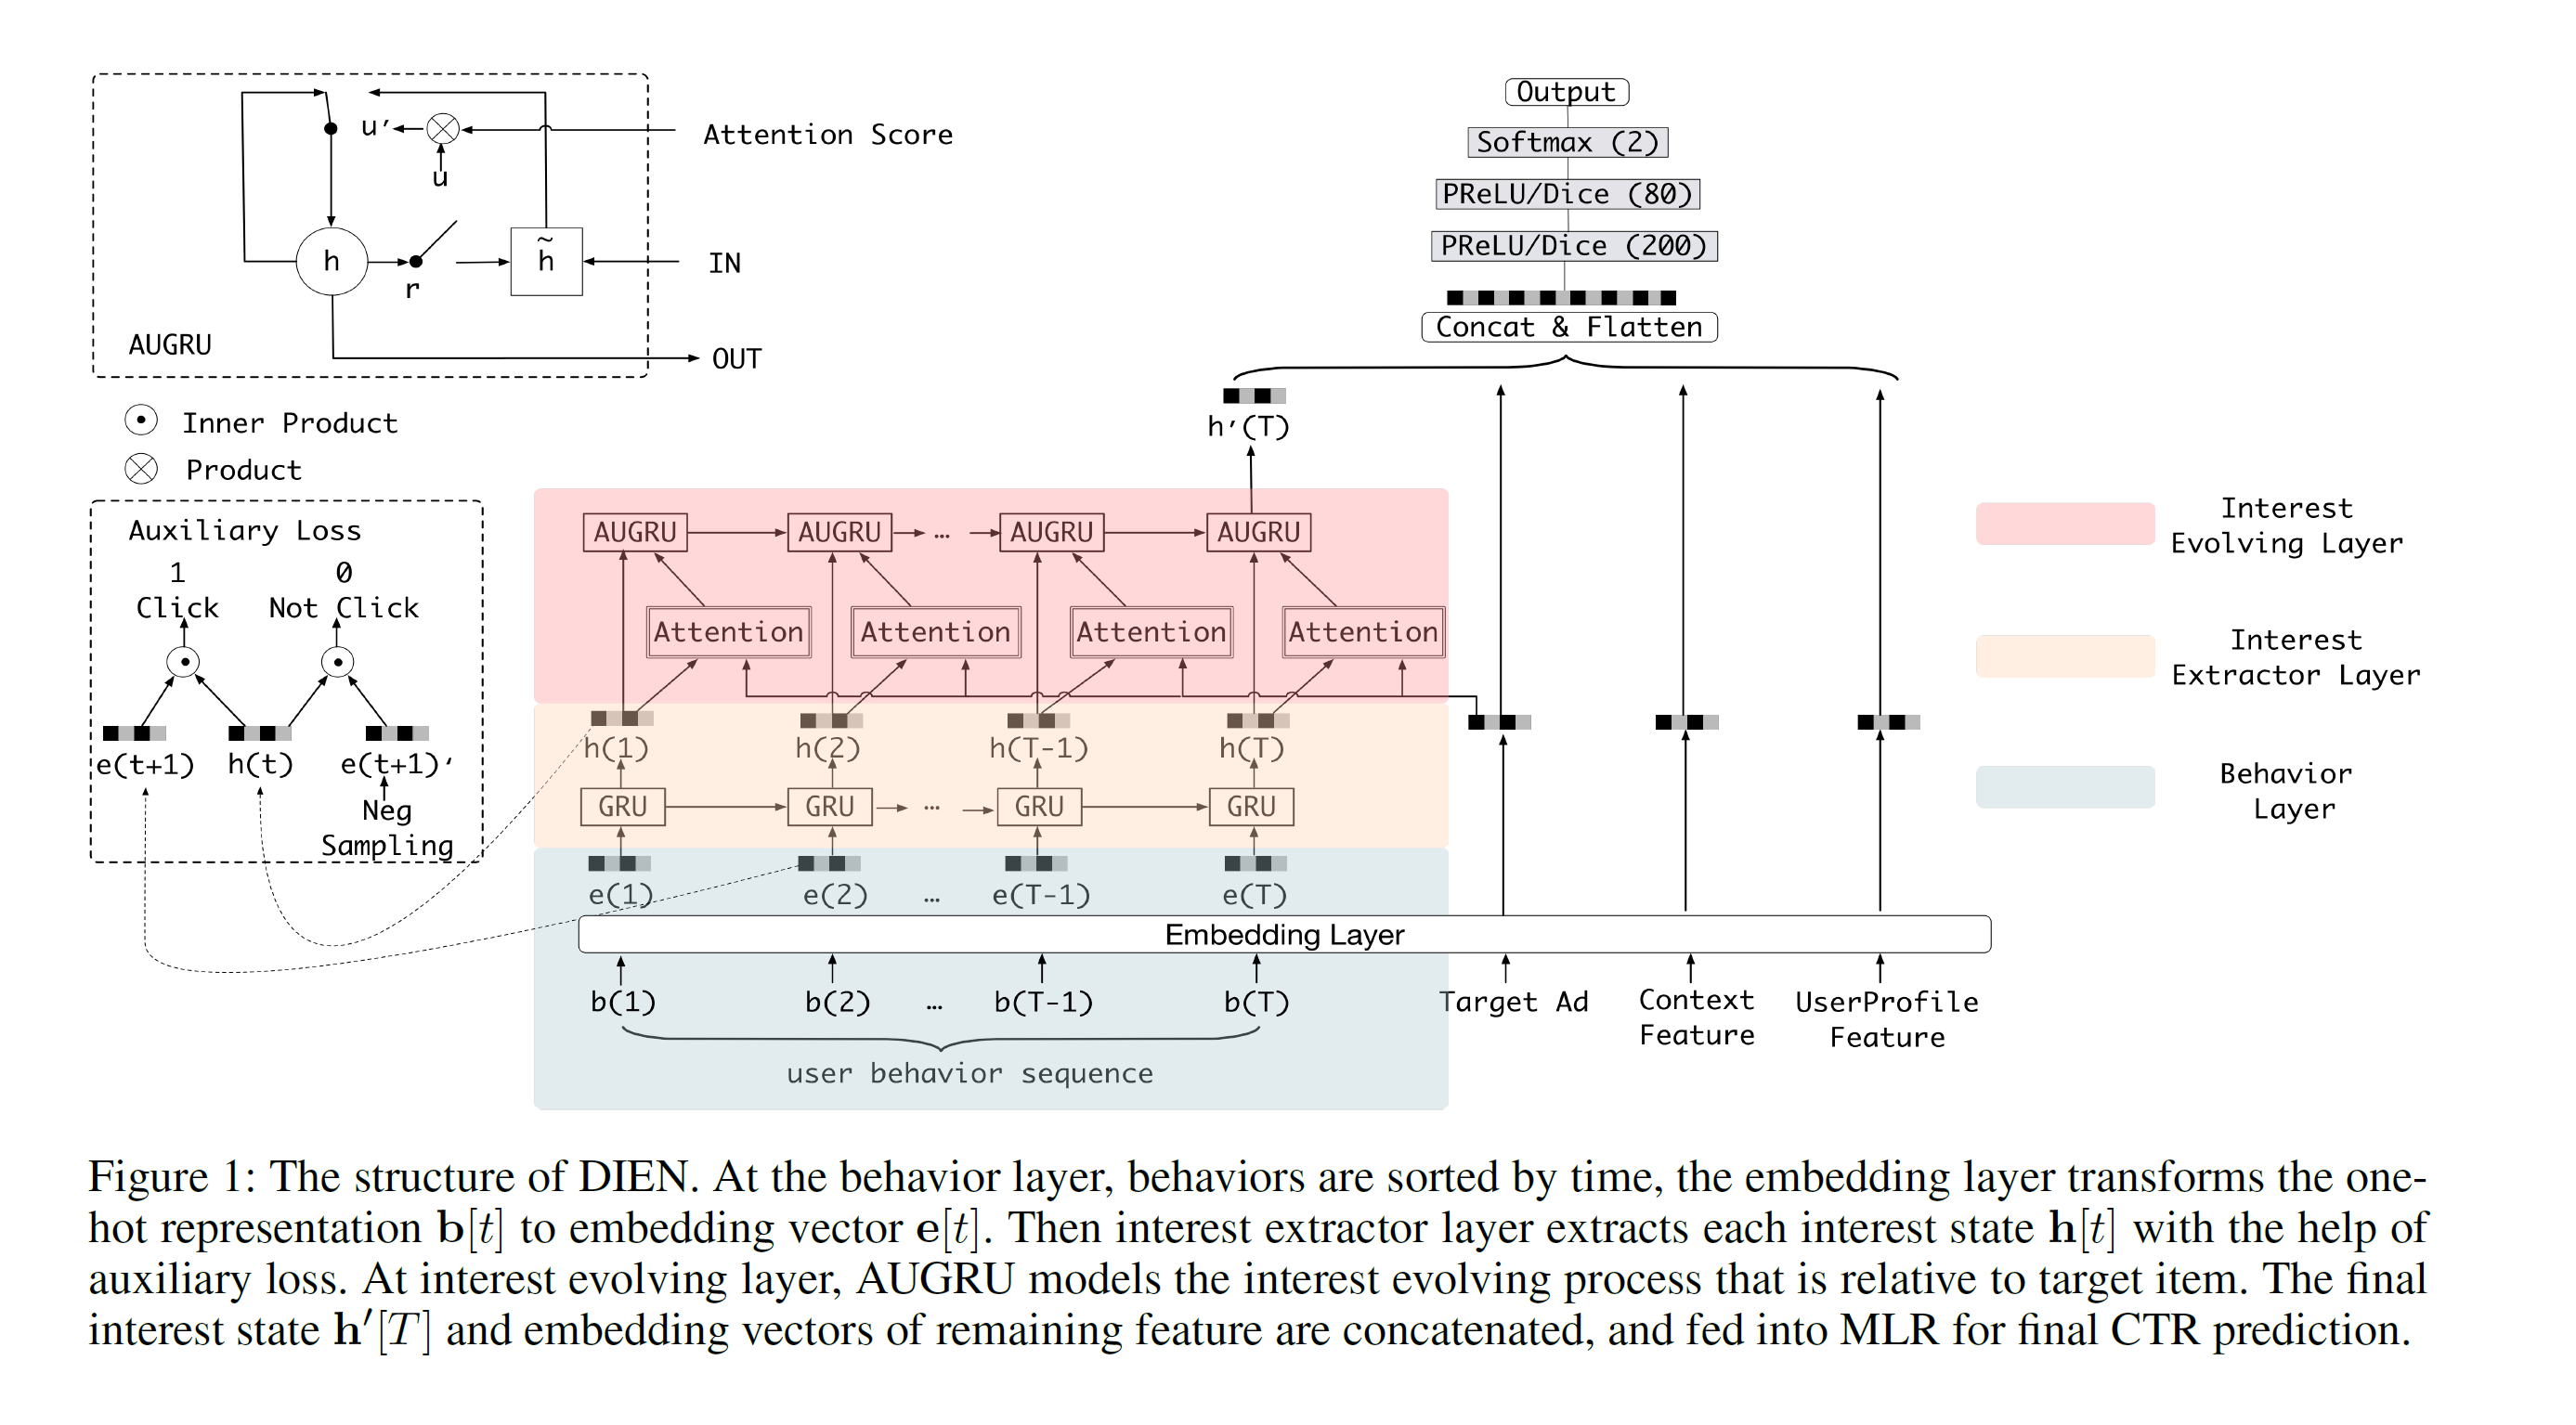 Output
Softmax (2)
PReLU/Dice (80)
PReLU/Dice (200)
Concat & Flatten
u′
u
Attention Score
h
r
h̃
IN
AUGRU
OUT
Inner Product
Product
h′(T)
Auxiliary Loss
1 0
Click Not Click
e(t+1) h(t) e(t+1)′
Neg
Sampling
AUGRU AUGRU … AUGRU AUGRU
Attention Attention Attention Attention
h(1) h(2) h(T-1) h(T)
GRU GRU … GRU GRU
e(1) e(2) … e(T-1) e(T)
Embedding Layer
b(1) b(2) … b(T-1) b(T) Target Ad
Context
Feature
UserProfile
Feature
user behavior sequence
Interest
Evolving Layer
Interest
Extractor Layer
Behavior
Layer
Figure 1: The structure of DIEN. At the behavior layer, behaviors are sorted by time, the embedding layer transforms the one-
hot representation b[t] to embedding vector e[t]. Then interest extractor layer extracts each interest state h[t] with the help of
auxiliary loss. At interest evolving layer, AUGRU models the interest evolving process that is relative to target item. The final
interest state h′[T] and embedding vectors of remaining feature are concatenated, and fed into MLR for final CTR prediction.